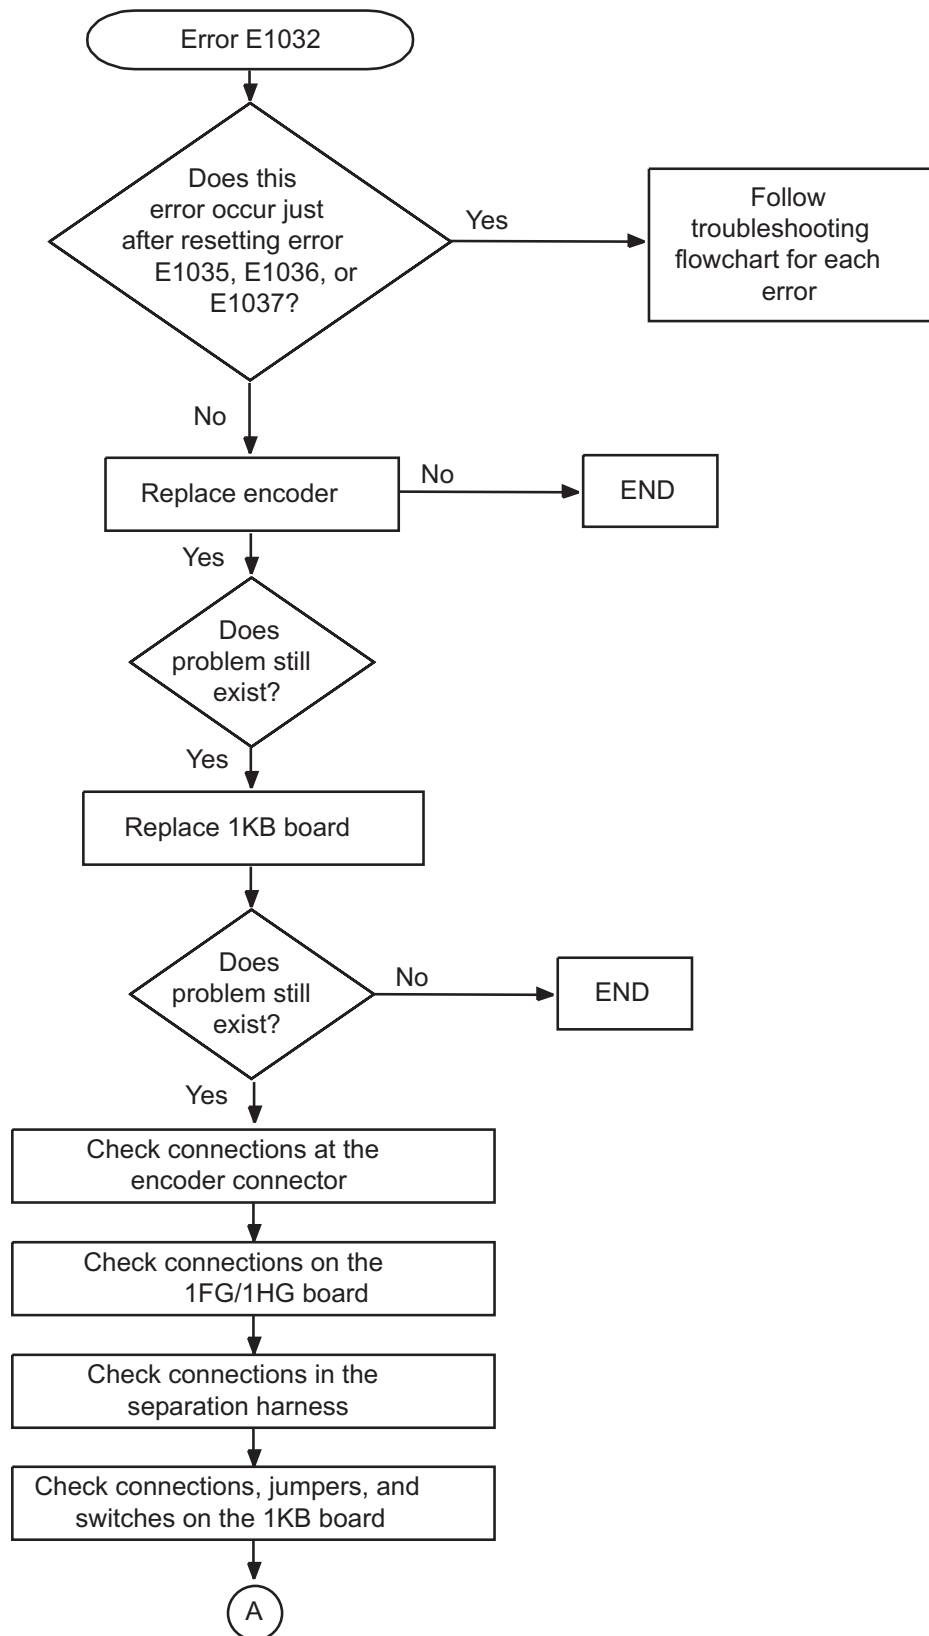 Error E1032
Does this
error occur just
after resetting error
E1035, E1036, or
E1037?
Yes
Follow
troubleshooting
flowchart for each
error
No
Replace encoder
No
END
Yes
Does
problem still
exist?
Yes
Replace 1KB board
Does
problem still
exist?
No
END
Yes
Check connections at the
encoder connector
Check connections on the
1FG/1HG board
Check connections in the
separation harness
Check connections, jumpers, and
switches on the 1KB board
A